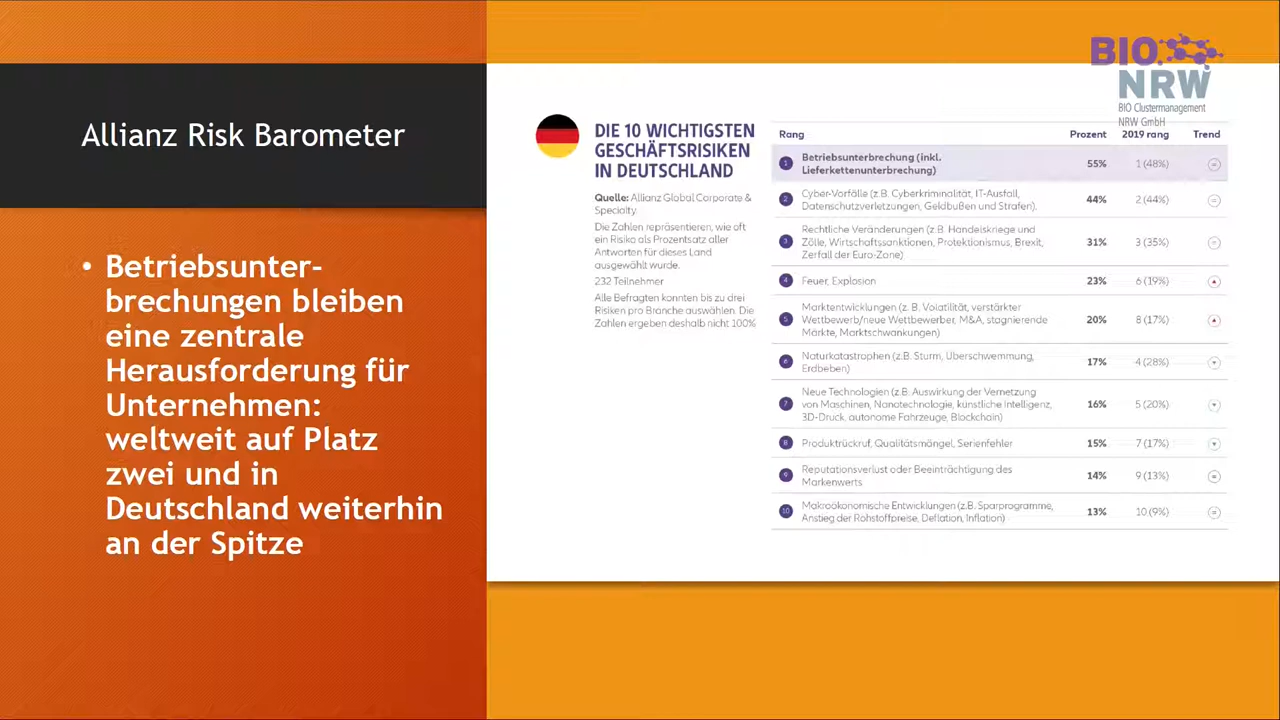 Allianz Risk Barometer
• Betriebsunter-
brechungen bleiben
eine zentrale
Herausforderung für
Unternehmen:
weltweit auf Platz
zwei und in
Deutschland weiterhin
an der Spitze
BIO
NRW
BIO Clustermanagement
NRW GmbH
DIE 10 WICHTIGSTEN
GESCHÄFTSRISIKEN
IN DEUTSCHLAND
Quelle: Allianz Global Corporate &
Specialty.
Die Zahlen repräsentieren, wie oft
ein Risiko als Prozentsatz aller
Antworten für dieses Land
ausgewählt wurde.
232 Teilnehmer
Alle Befragten konnten bis zu drei
Risiken pro Branche auswählen. Die
Zahlen ergeben deshalb nicht 100%
Rang Prozent 2019 rang Trend
1 Betriebsunterbrechung (inkl.
Lieferkettenunterbrechung) 55% 1 (48%) =
2 Cyber-Vorfälle (z.B. Cyberkriminalität, IT-Ausfall,
Datenschutzverletzungen, Geldbußen und Strafen). 44% 2 (44%) =
3 Rechtliche Veränderungen (z.B. Handelskriege und
Zölle, Wirtschaftssanktionen, Protektionismus, Brexit,
Zerfall der Euro-Zone) 31% 3 (35%) =
4 Feuer, Explosion 23% 6 (19%) ▲
5 Marktentwicklungen (z. B. Volatilität, verstärkter
Wettbewerb/neue Wettbewerber, M&A, stagnierende
Märkte, Marktschwankungen) 20% 8 (17%) ▲
6 Naturkatastrophen (z.B. Sturm, Überschwemmung,
Erdbeben) 17% 4 (28%) ▼
7 Neue Technologien (z.B. Auswirkung der Vernetzung
von Maschinen, Nanotechnologie, künstliche Intelligenz,
3D-Druck, autonome Fahrzeuge, Blockchain) 16% 5 (20%) ▼
8 Produktrückruf, Qualitätsmängel, Serienfehler 15% 7 (17%) ▼
9 Reputationsverlust oder Beeinträchtigung des
Markenwerts 14% 9 (13%) =
10 Makroökonomische Entwicklungen (z.B. Sparprogramme,
Anstieg der Rohstoffpreise, Deflation, Inflation) 13% 10 (9%) =